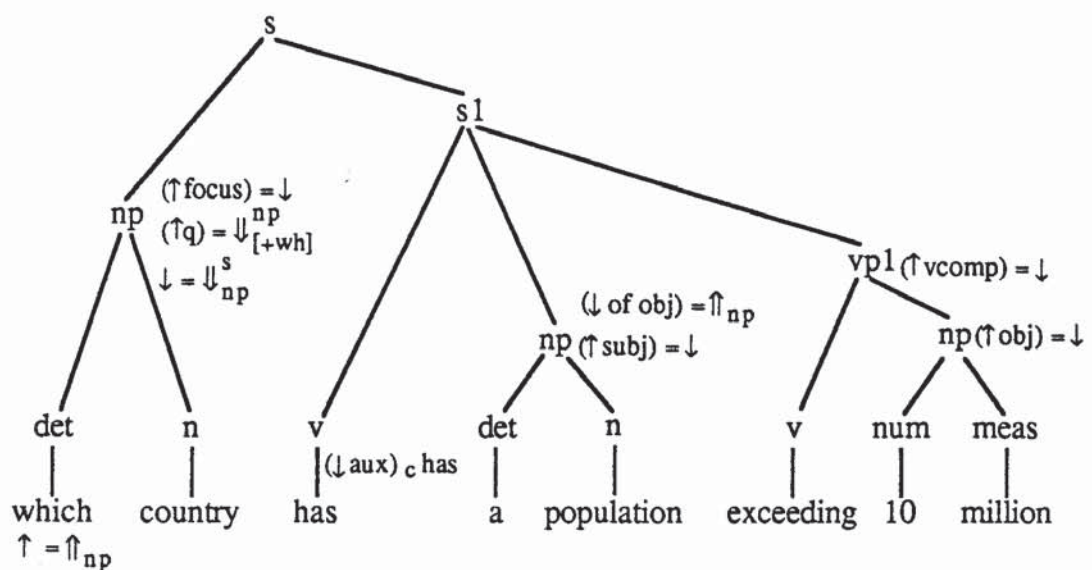 s
s1
np (↑focus) = ↓
(↑q) = ⇓np[+wh]
↓ = ⇓s np
vp1 (↑vcomp) = ↓
(↓ of obj) = ⇑np
np (↑subj) = ↓
np (↑obj) = ↓
det n v det n v num meas
(↓aux) c has
which country has a population exceeding 10 million
↑ = ⇑np